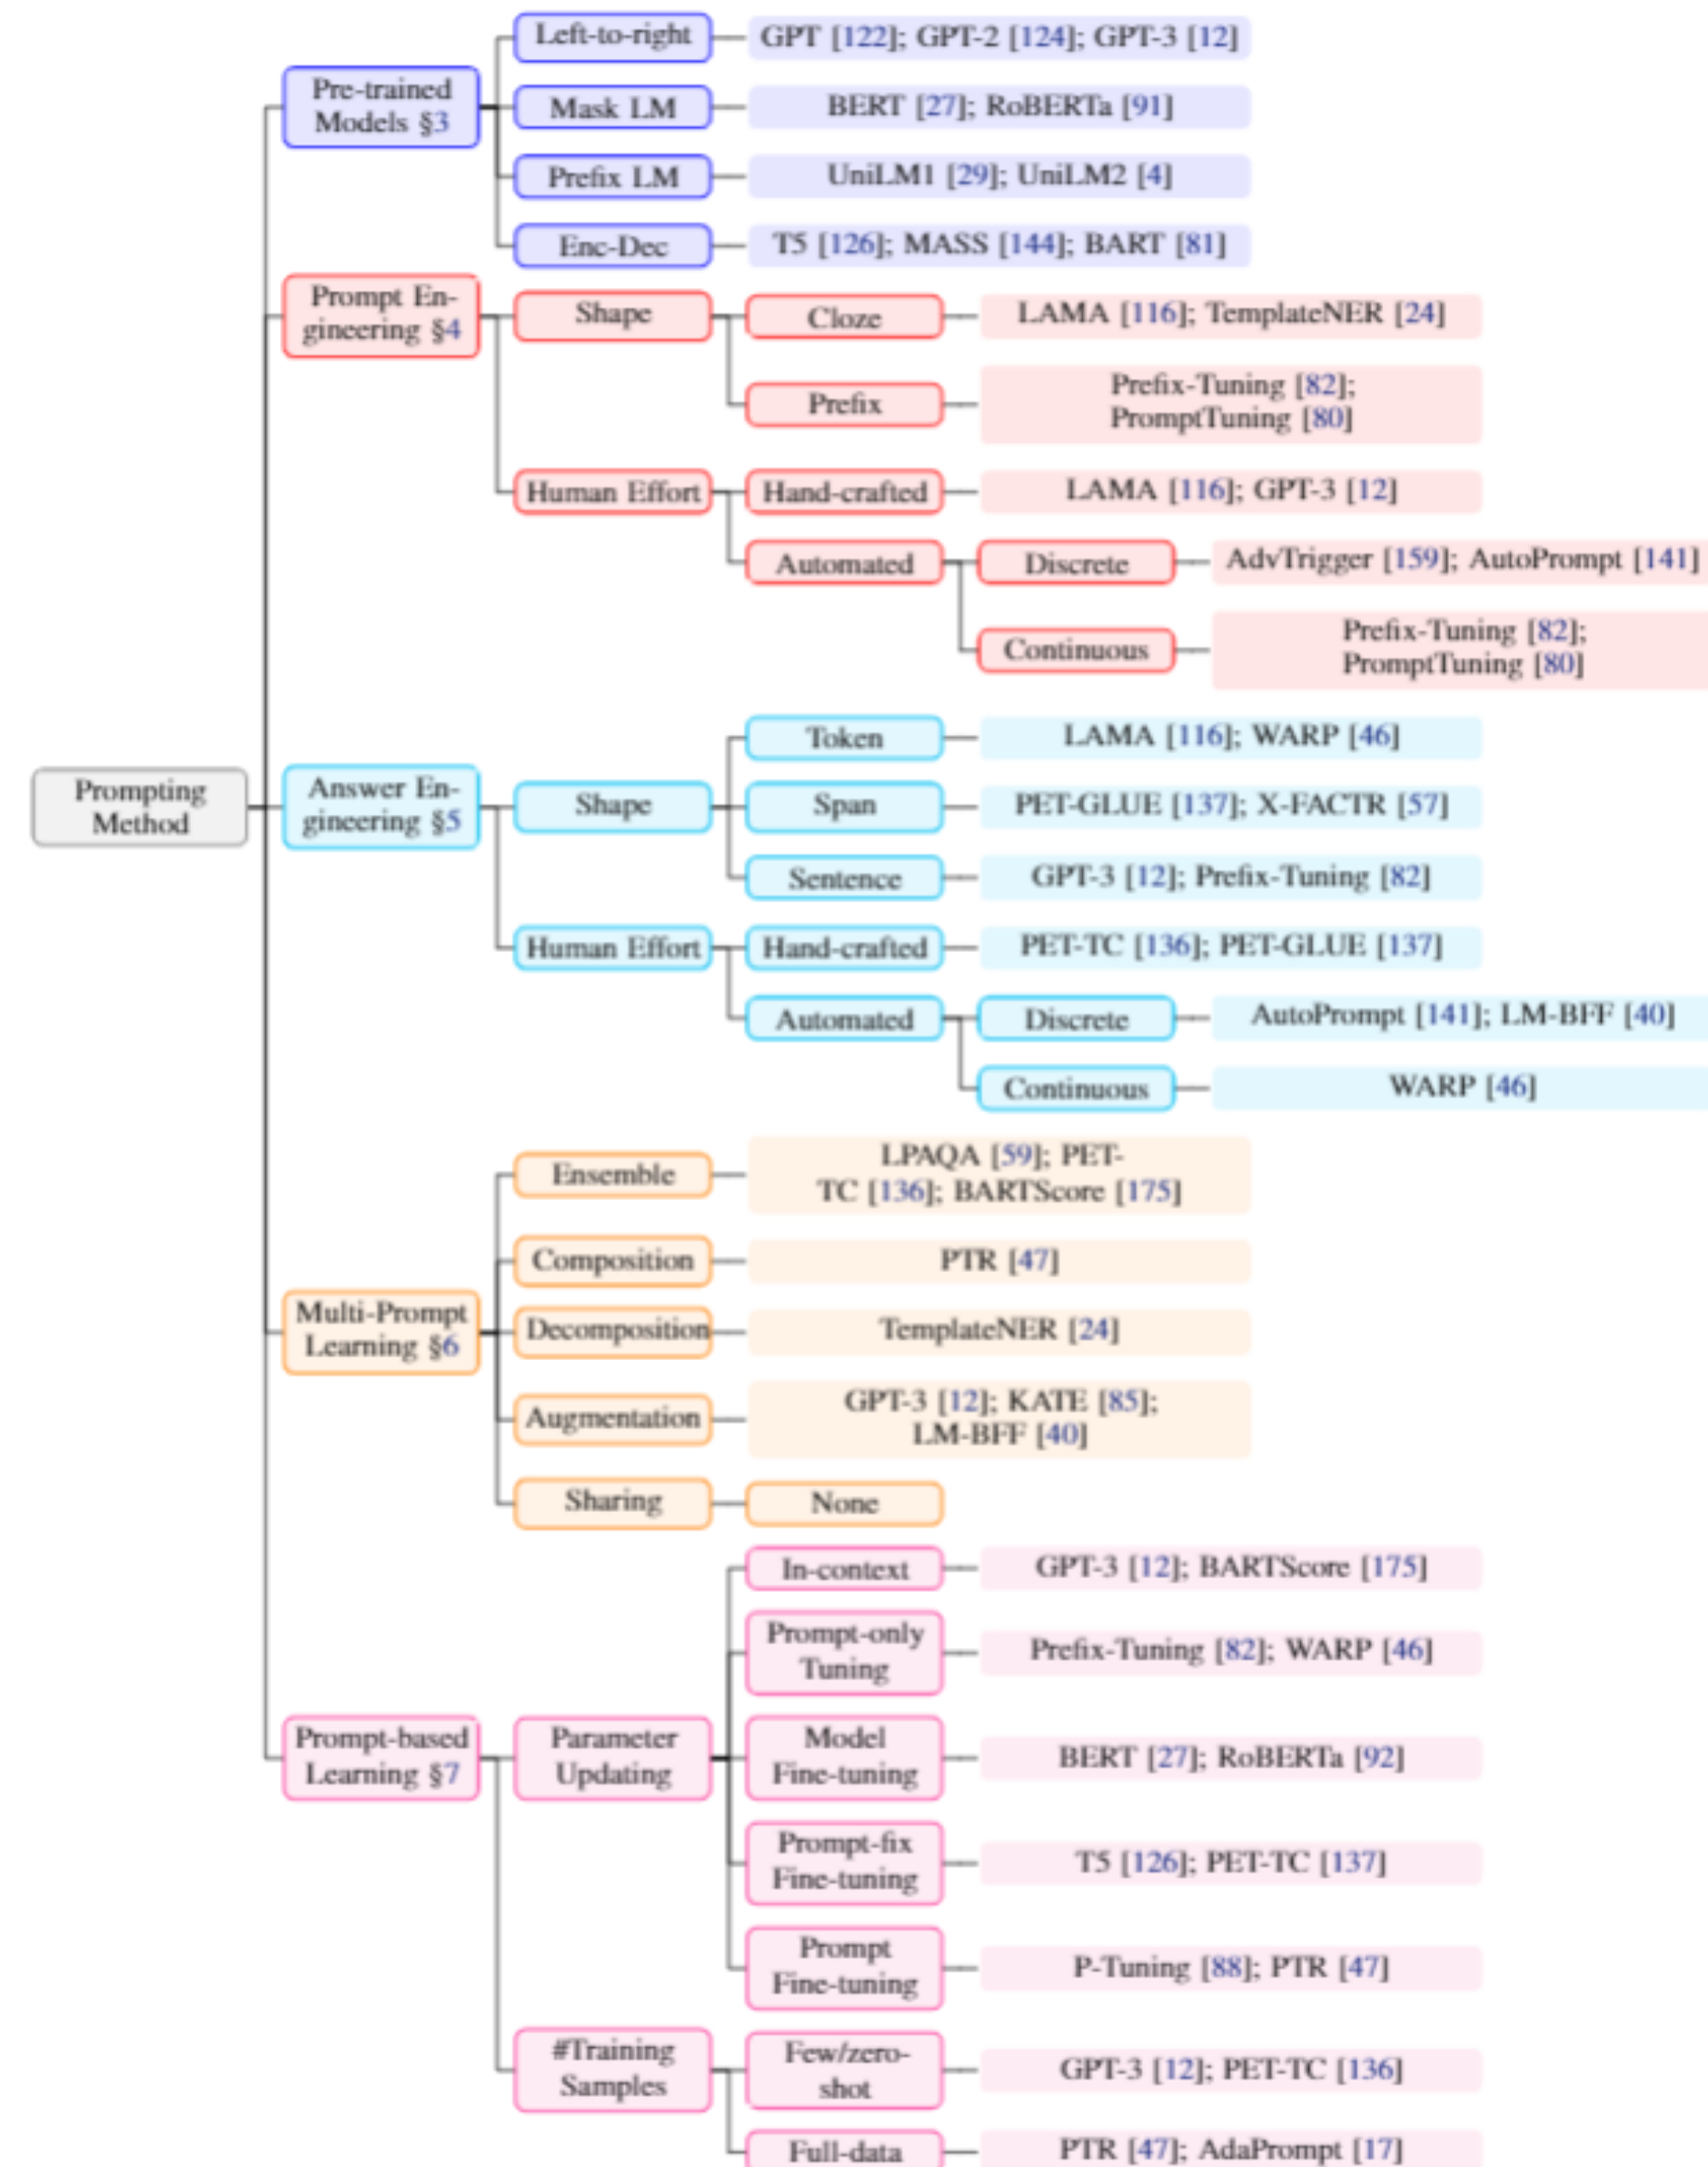 Left-to-right
GPT [122]; GPT-2 [124]; GPT-3 [12]
Pre-trained
Models §3
Mask LM
BERT [27]; RoBERTa [91]
Prefix LM
UniLM1 [29]; UniLM2 [4]
Enc-Dec
T5 [126]; MASS [144]; BART [81]
Prompt En-
gineering §4
Shape
Cloze
LAMA [116]; TemplateNER [24]
Prefix
Prefix-Tuning [82];
PromptTuning [80]
Human Effort
Hand-crafted
LAMA [116]; GPT-3 [12]
Automated
Discrete
AdvTrigger [159]; AutoPrompt [141]
Continuous
Prefix-Tuning [82];
PromptTuning [80]
Prompting
Method
Answer En-
gineering §5
Shape
Token
LAMA [116]; WARP [46]
Span
PET-GLUE [137]; X-FACTR [57]
Sentence
GPT-3 [12]; Prefix-Tuning [82]
Human Effort
Hand-crafted
PET-TC [136]; PET-GLUE [137]
Automated
Discrete
AutoPrompt [141]; LM-BFF [40]
Continuous
WARP [46]
Multi-Prompt
Learning §6
Ensemble
LPAQA [59]; PET-
TC [136]; BARTScore [175]
Composition
PTR [47]
Decomposition
TemplateNER [24]
Augmentation
GPT-3 [12]; KATE [85];
LM-BFF [40]
Sharing
None
Prompt-based
Learning §7
Parameter
Updating
In-context
GPT-3 [12]; BARTScore [175]
Prompt-only
Tuning
Prefix-Tuning [82]; WARP [46]
Model
Fine-tuning
BERT [27]; RoBERTa [92]
Prompt-fix
Fine-tuning
T5 [126]; PET-TC [137]
Prompt
Fine-tuning
P-Tuning [88]; PTR [47]
#Training
Samples
Few/zero-
shot
GPT-3 [12]; PET-TC [136]
Full-data
PTR [47]; AdaPrompt [17]